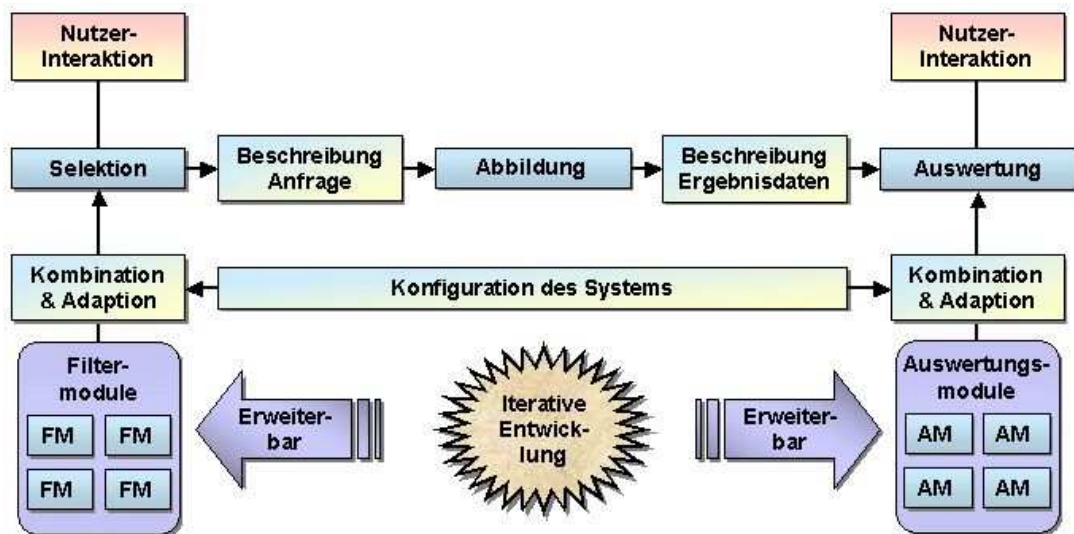 Nutzer-
Interaktion
Nutzer-
Interaktion
Selektion
Beschreibung
Anfrage
Abbildung
Beschreibung
Ergebnisdaten
Auswertung
Kombination
& Adaption
Konfiguration des Systems
Kombination
& Adaption
Filter-
module
FM FM
FM FM
Erweiter-
bar
Iterative
Entwick-
lung
Erweiter-
bar
Auswertungs-
module
AM AM
AM AM